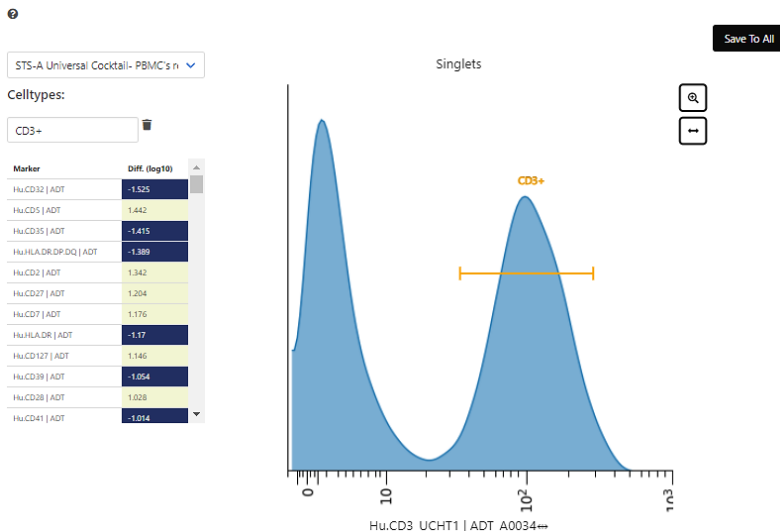 ?
Save To All
STS-A Universal Cocktail- PBMC's
Singlets
Celltypes:
CD3+
Marker Diff. (log10)
Hu.CD32 | ADT -1.525
Hu.CD5 | ADT 1.442
Hu.CD35 | ADT -1.415
Hu.HLA.DR.DP.DQ | ADT -1.389
Hu.CD2 | ADT 1.342
Hu.CD27 | ADT 1.204
Hu.CD7 | ADT 1.176
Hu.HLA.DR | ADT -1.17
Hu.CD127 | ADT 1.146
Hu.CD39 | ADT -1.054
Hu.CD28 | ADT 1.028
Hu.CD41 | ADT -1.014
CD3+
0 10 10² 10³
Hu.CD3_UCHT1 | ADT_A0034↔